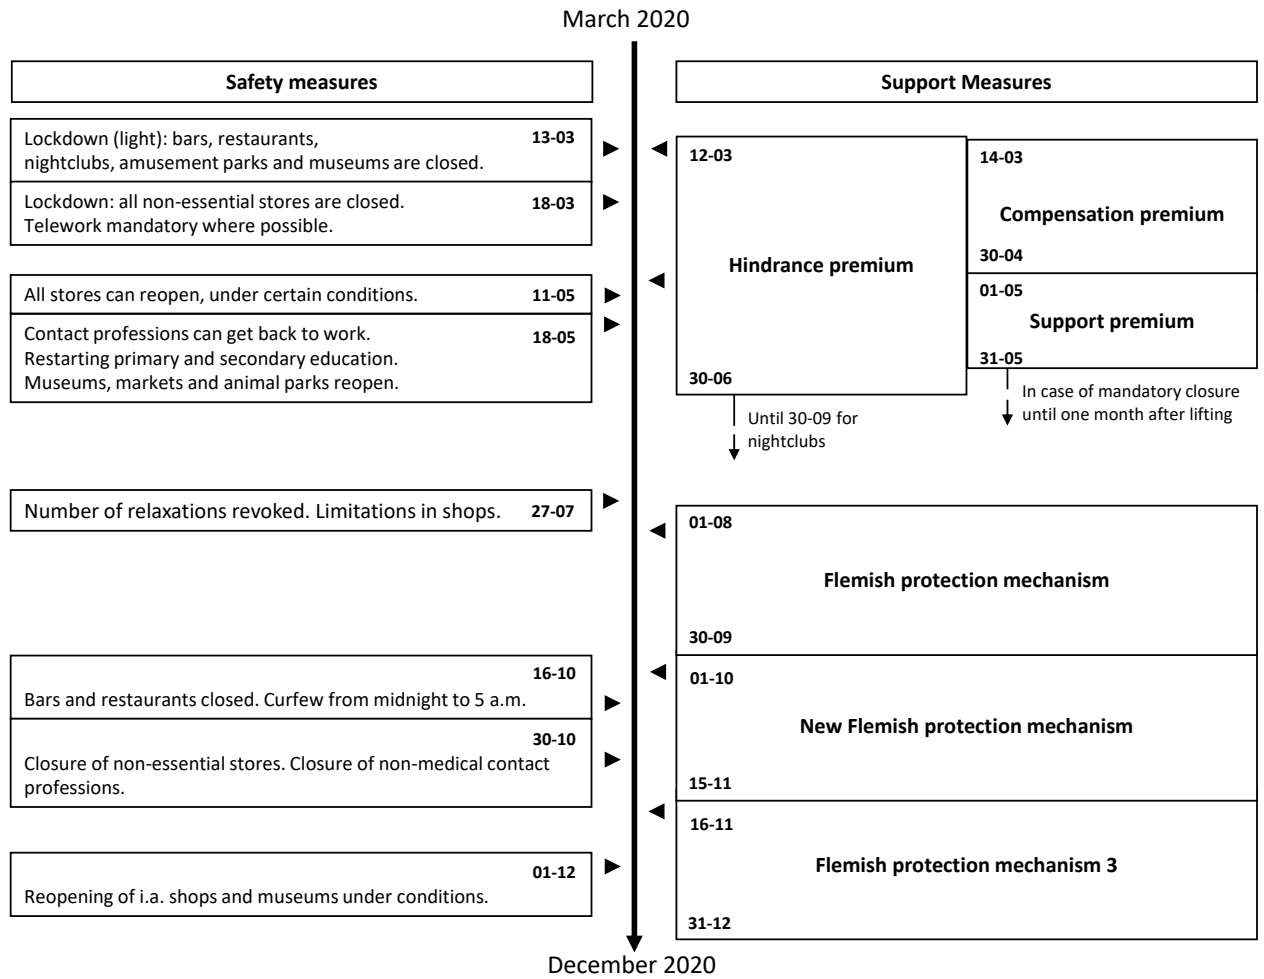 March 2020
Safety measures
Lockdown (light): bars, restaurants, 13-03
nightclubs, amusement parks and museums are closed.
Lockdown: all non-essential stores are closed. 18-03
Telework mandatory where possible.
All stores can reopen, under certain conditions. 11-05
Contact professions can get back to work. 18-05
Restarting primary and secondary education.
Museums, markets and animal parks reopen.
Number of relaxations revoked. Limitations in shops. 27-07
16-10
Bars and restaurants closed. Curfew from midnight to 5 a.m.
30-10
Closure of non-essential stores. Closure of non-medical contact
professions.
01-12
Reopening of i.a. shops and museums under conditions.
Support Measures
12-03
Hindrance premium
30-06
Until 30-09 for
nightclubs
14-03
Compensation premium
30-04
01-05
Support premium
31-05
In case of mandatory closure
until one month after lifting
01-08
Flemish protection mechanism
30-09
01-10
New Flemish protection mechanism
15-11
16-11
Flemish protection mechanism 3
31-12
December 2020